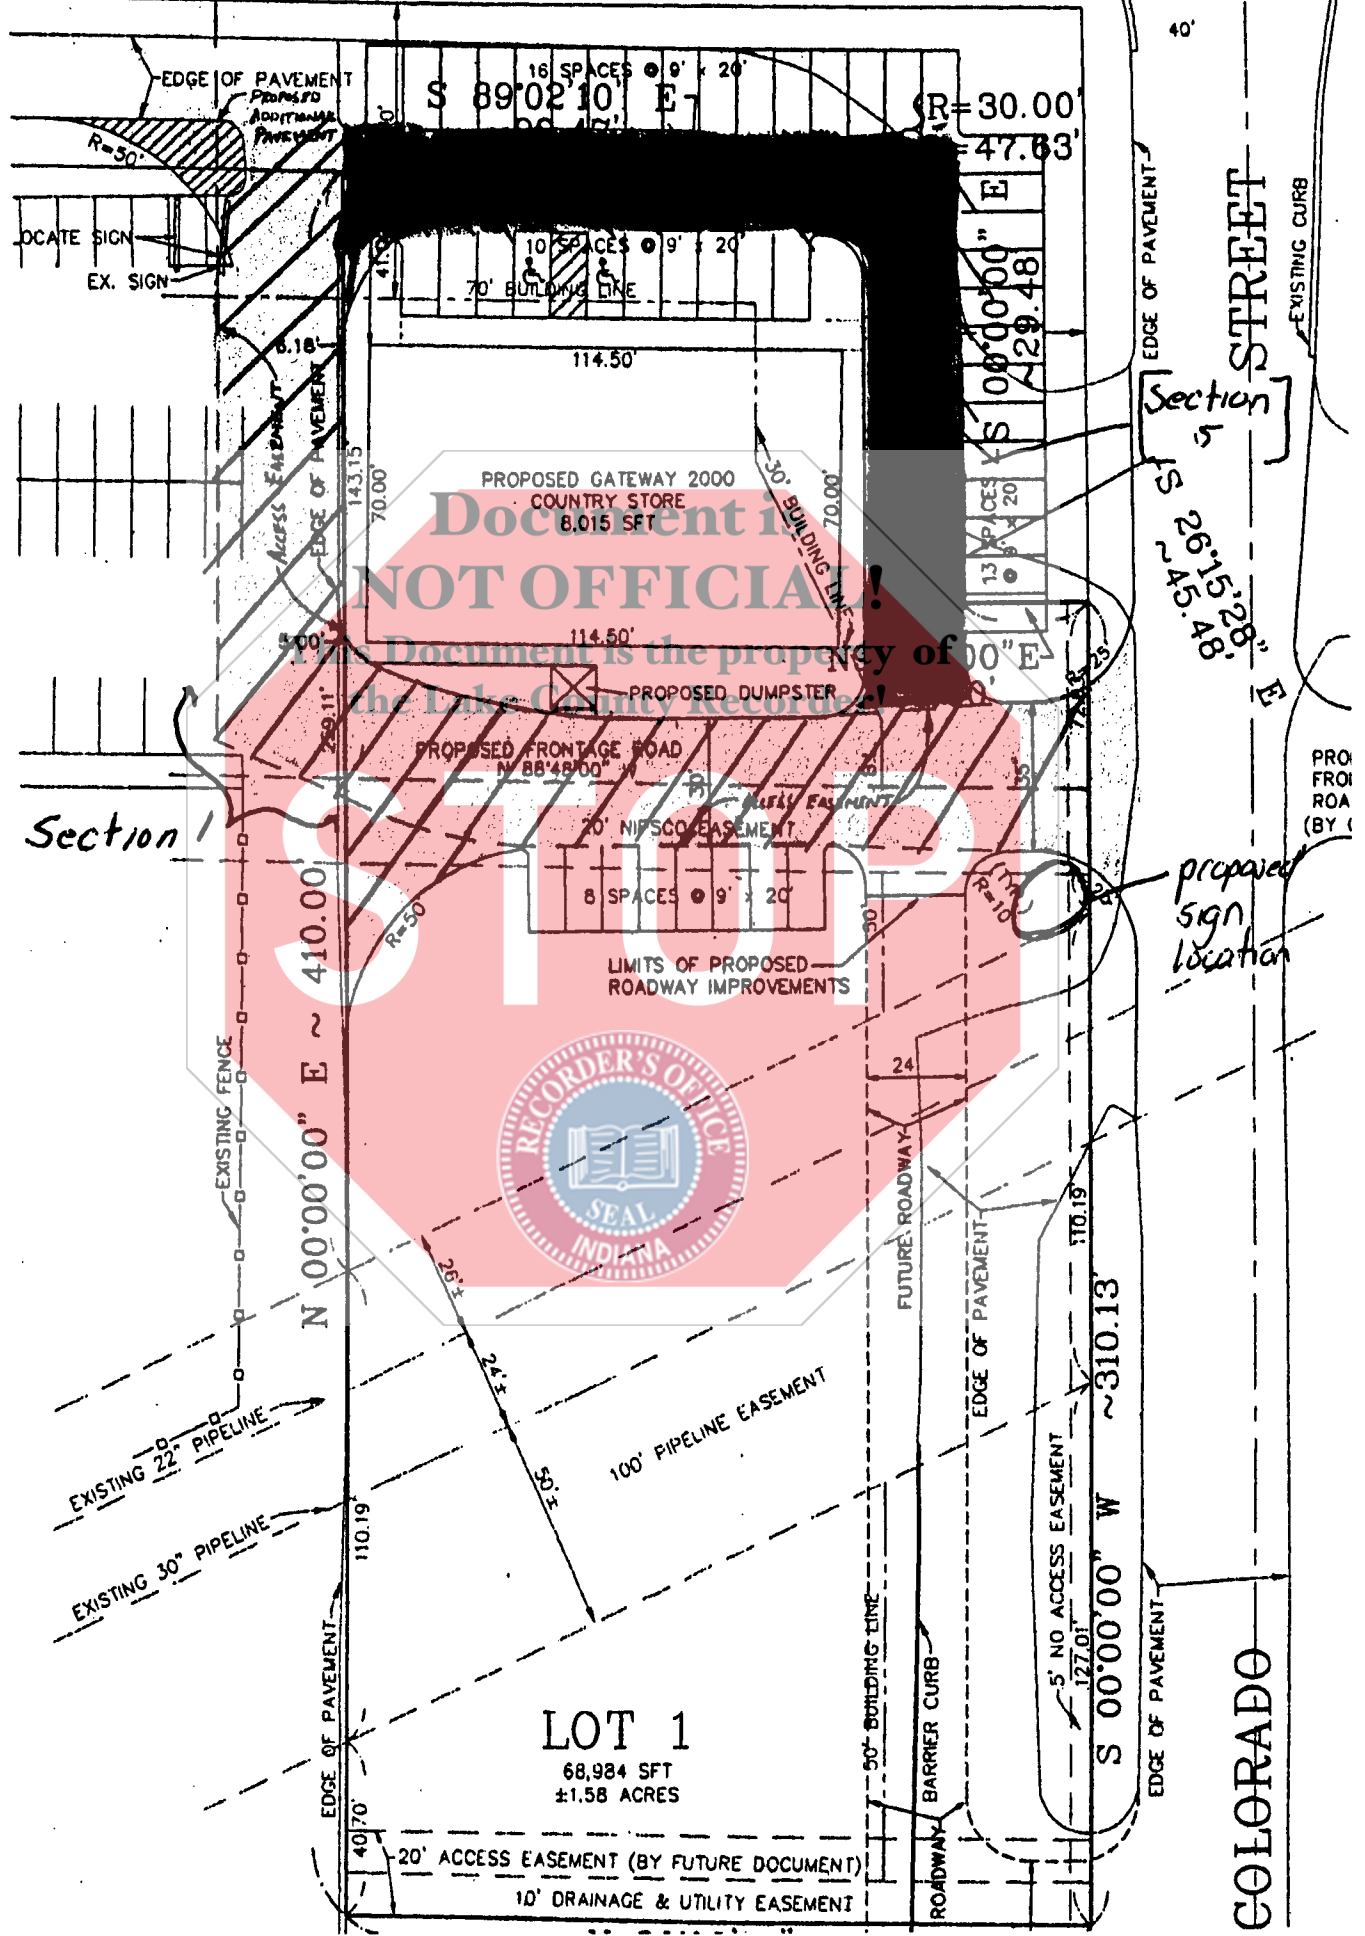 40'
EDGE OF PAVEMENT
PROPOSED
ADDITIONAL
PAVEMENT
16 SPACES @ 9' x 20'
S 89°02'10" E
R=30.00'
47.63'
R=50'
S 00°00'00" E
~29.48'
EDGE OF PAVEMENT
STREET
EXISTING CURB
OCATE SIGN
EX. SIGN
10 SPACES @ 9' x 20'
70' BUILDING LINE
6.18'
114.50'
ACCESS EASEMENT
EDGE OF PAVEMENT
143.15
70.00'
PROPOSED GATEWAY 2000
COUNTRY STORE
8,015 SFT
30' BUILDING LINE
70.00'
13 SPACES
@ 9' x 20'
Section
5
S 26°15'28" E
~45.48'
Document is
NOT OFFICIAL!
This Document is the property of
the Lake County Recorder!
114.50'
00"E
PROPOSED DUMPSTER
R=25'
PROPOSED FRONTAGE ROAD
N 88°48'00" W
ACCESS EASEMENT
20' NIPSCO EASEMENT
35'
Section 1
STOP
8 SPACES @ 9' x 20'
R=50'
R=10'
30'
proposed
sign
location
LIMITS OF PROPOSED
ROADWAY IMPROVEMENTS
N 00°00'00" E ~ 410.00'
EXISTING FENCE
RECORDER'S OFFICE
SEAL
INDIANA
24
FUTURE ROADWAY
EDGE OF PAVEMENT
110.19
26'±
24'±
50'±
100' PIPELINE EASEMENT
EXISTING 22" PIPELINE
EXISTING 30" PIPELINE
110.19
S 00°00'00" W ~310.13'
5' NO ACCESS EASEMENT
127.01'
EDGE OF PAVEMENT
EDGE OF PAVEMENT
50' BUILDING LINE
BARRIER CURB
ROADWAY
COLORADO
LOT 1
68,984 SFT
±1.58 ACRES
40.70'
20' ACCESS EASEMENT (BY FUTURE DOCUMENT)
10' DRAINAGE & UTILITY EASEMENT